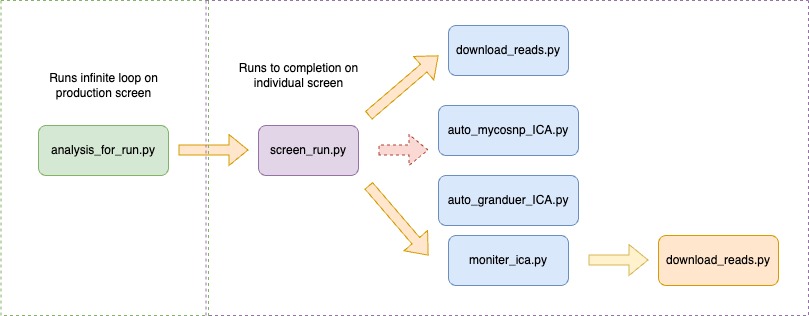 Runs infinite loop on
production screen
analysis_for_run.py
Runs to completion on
individual screen
screen_run.py
download_reads.py
auto_mycosnp_ICA.py
auto_granduer_ICA.py
moniter_ica.py
download_reads.py